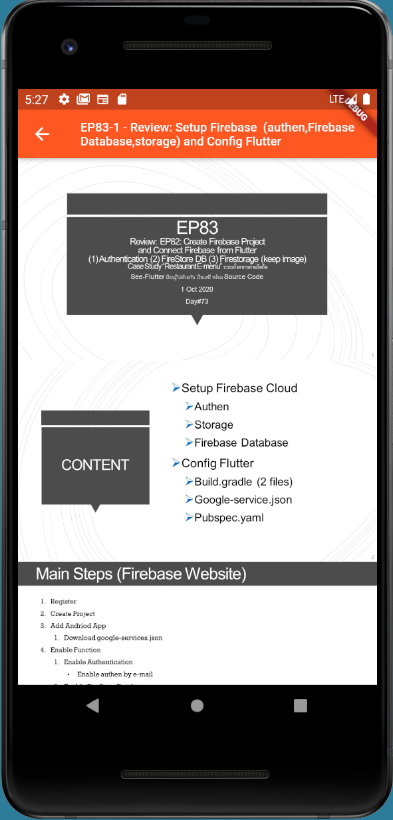 5:27
LTE
DEBUG
EP83-1 - Review: Setup Firebase (authen,Firebase
Database,storage) and Config Flutter
EP83
Review: EP82: Create Firebase Project
and Connect Firebase from Flutter
(1)Authentication (2) FireStore DB (3) Firestorage (keep image)
Case Study "Restaurant E-menu"
See-Flutter
Source Code
1 Oct 2020
Day#73
CONTENT
Setup Firebase Cloud
Authen
Storage
Firebase Database
Config Flutter
Build.gradle (2 files)
Google-service.json
Pubspec.yaml
2
Main Steps (Firebase Website)
1. Register
2. Create Project
3. Add Andriod App
1. Download google-services.json
4. Enable Function
1. Enable Authentication
• Enable authen by e-mail